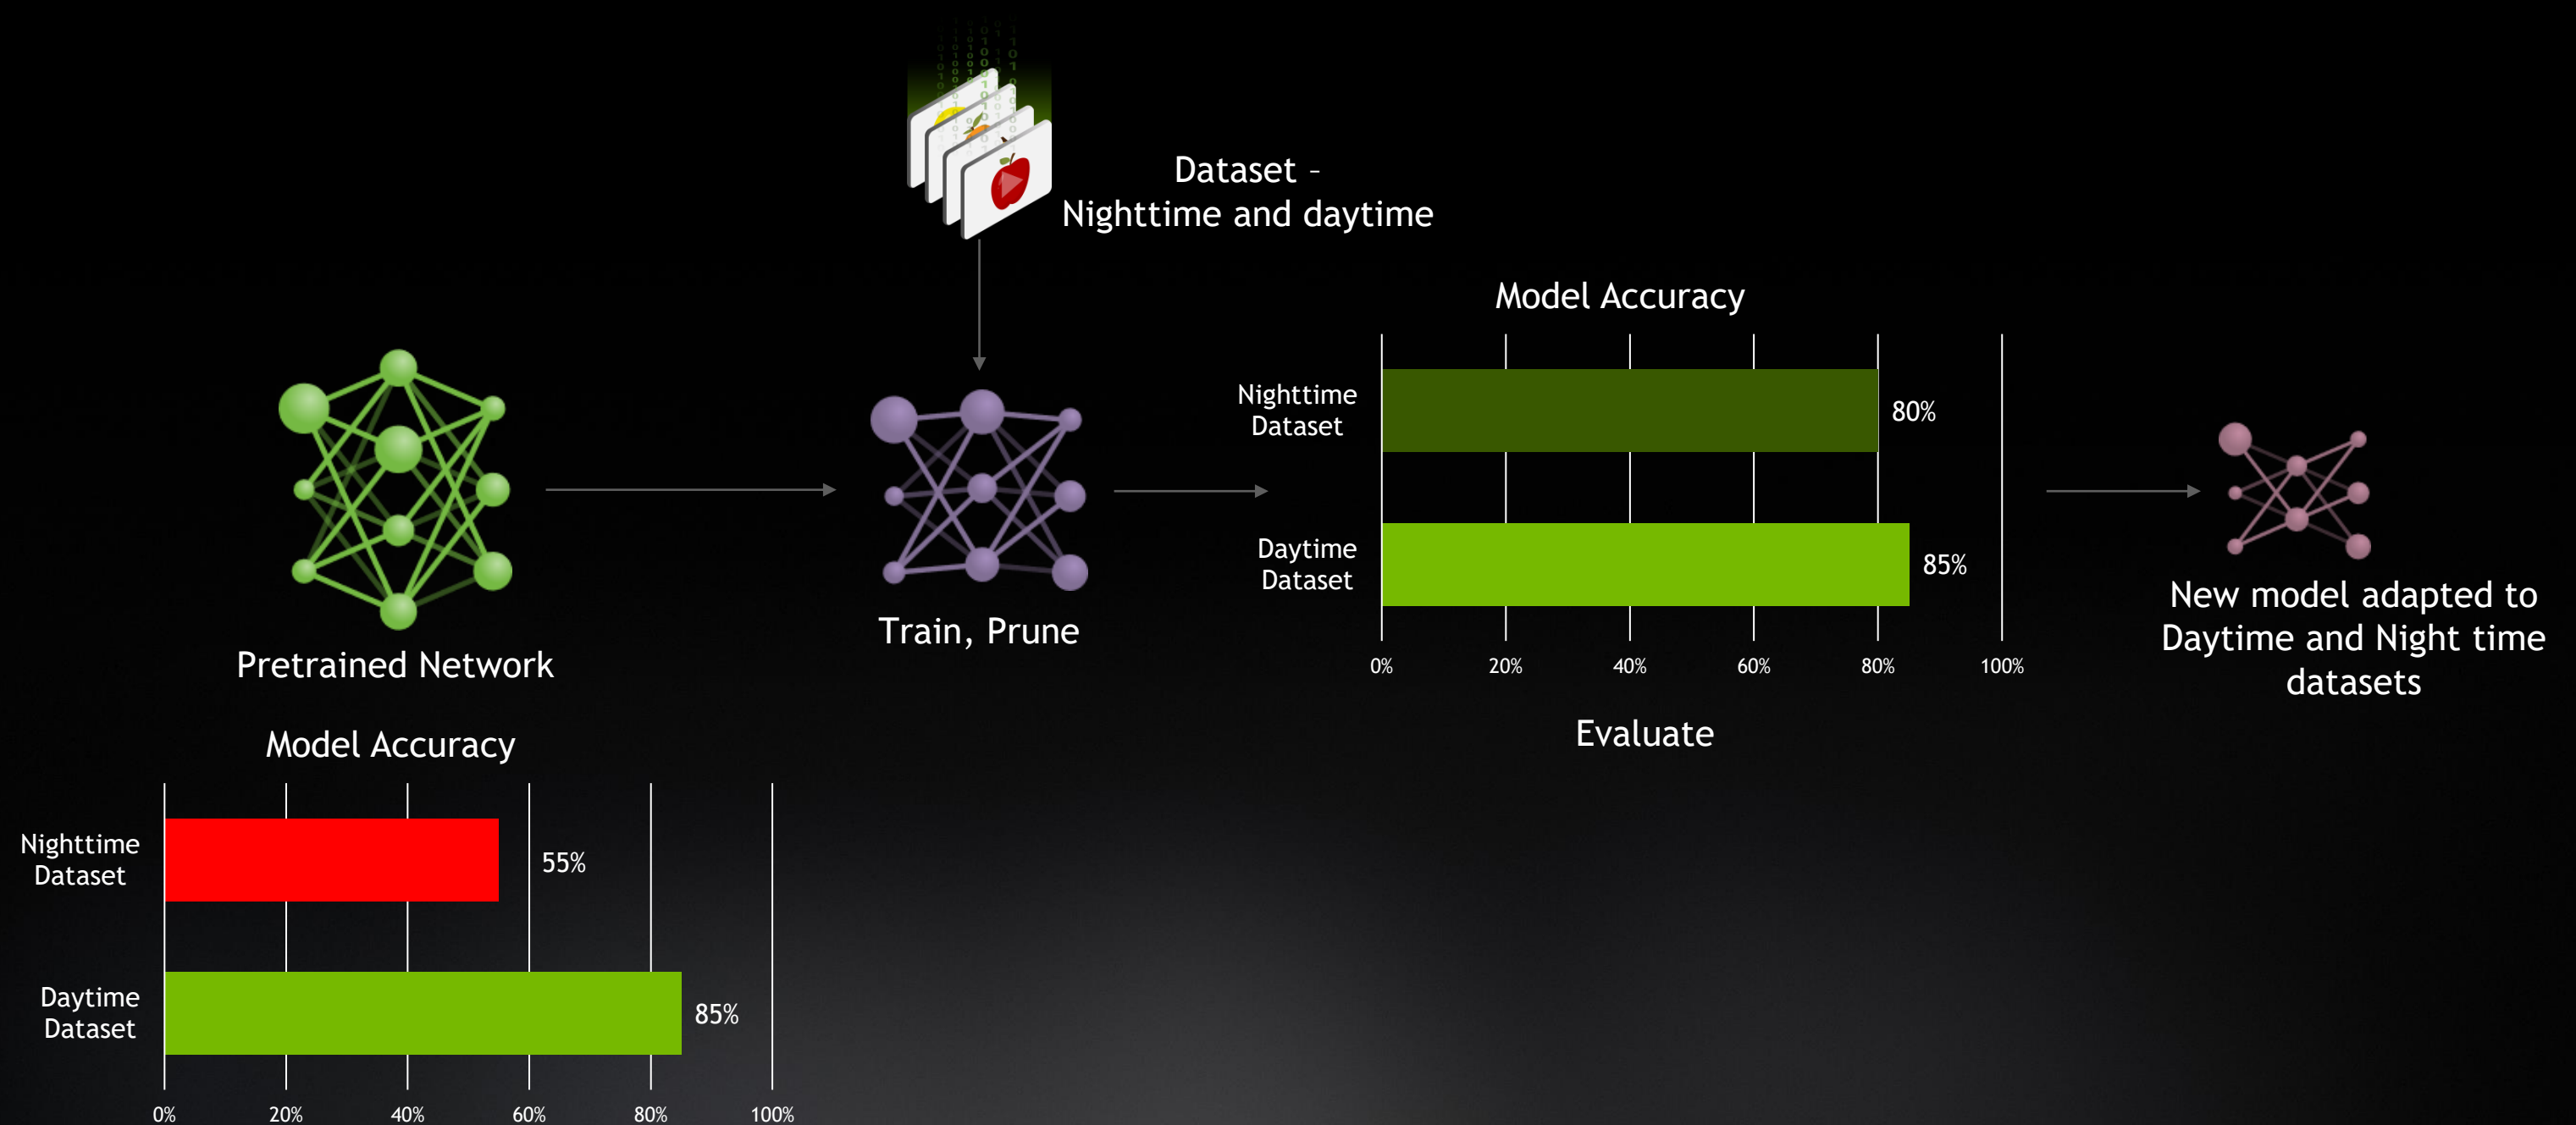 Dataset –
Nighttime and daytime
Pretrained Network
Model Accuracy
Nighttime
Dataset
55%
Daytime
Dataset
85%
0% 20% 40% 60% 80% 100%
Train, Prune
Model Accuracy
Nighttime
Dataset
80%
Daytime
Dataset
85%
0% 20% 40% 60% 80% 100%
Evaluate
New model adapted to
Daytime and Night time
datasets